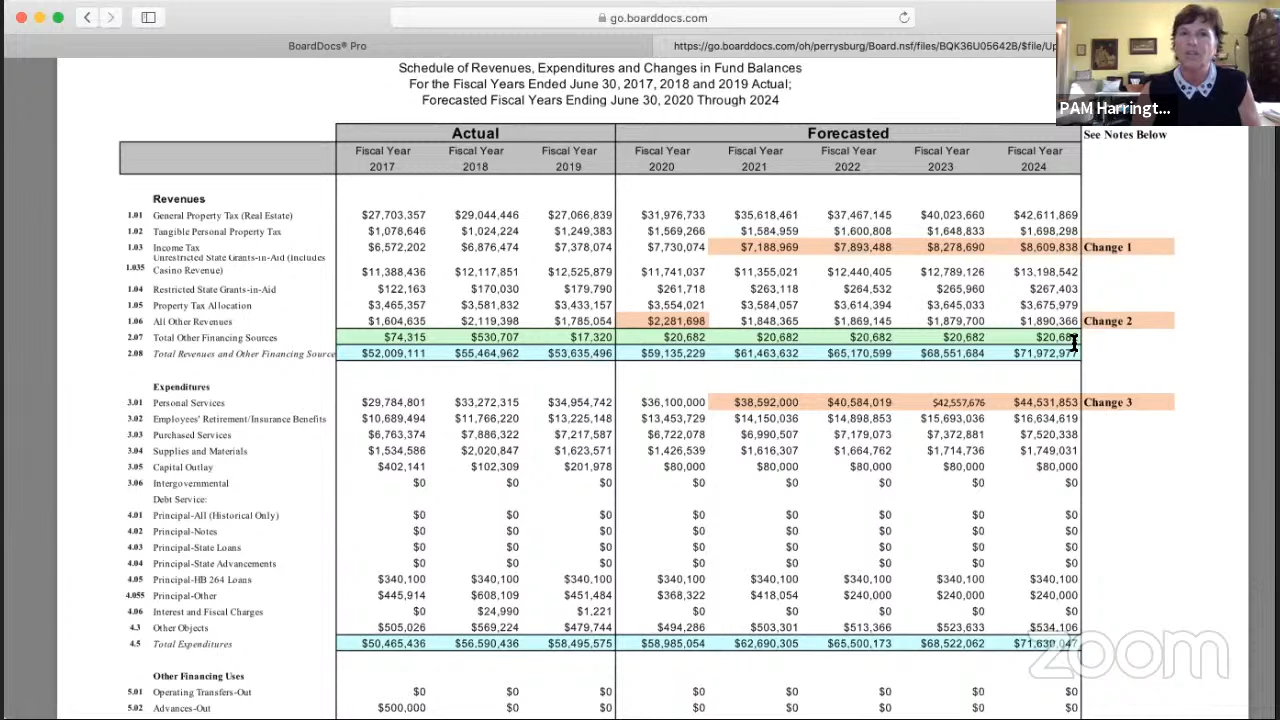 go.boarddocs.com
BoardDocs® Pro
https://go.boarddocs.com/oh/perrysburg/Board.nsf/files/BQK36U05642B/$file/Up
PAM Harringt...
Schedule of Revenues, Expenditures and Changes in Fund Balances
For the Fiscal Years Ended June 30, 2017, 2018 and 2019 Actual;
Forecasted Fiscal Years Ending June 30, 2020 Through 2024
Actual Forecasted See Notes Below
Fiscal Year Fiscal Year Fiscal Year Fiscal Year Fiscal Year Fiscal Year Fiscal Year Fiscal Year
2017 2018 2019 2020 2021 2022 2023 2024
Revenues
1.01 General Property Tax (Real Estate) $27,703,357 $29,044,446 $27,066,839 $31,976,733 $35,618,461 $37,467,145 $40,023,660 $42,611,869
1.02 Tangible Personal Property Tax $1,078,646 $1,024,224 $1,249,383 $1,569,266 $1,584,959 $1,600,808 $1,648,833 $1,698,298
1.03 Income Tax $6,572,202 $6,876,474 $7,378,074 $7,730,074 $7,188,969 $7,893,488 $8,278,690 $8,609,838 Change 1
Unrestricted State Grants-in-Aid (Includes
1.035 Casino Revenue) $11,388,436 $12,117,851 $12,525,879 $11,741,037 $11,355,021 $12,440,405 $12,789,126 $13,198,542
1.04 Restricted State Grants-in-Aid $122,163 $170,030 $179,790 $261,718 $263,118 $264,532 $265,960 $267,403
1.05 Property Tax Allocation $3,465,357 $3,581,832 $3,433,157 $3,554,021 $3,584,057 $3,614,394 $3,645,033 $3,675,979
1.06 All Other Revenues $1,604,635 $2,119,398 $1,785,054 $2,281,698 $1,848,365 $1,869,145 $1,879,700 $1,890,366 Change 2
2.07 Total Other Financing Sources $74,315 $530,707 $17,320 $20,682 $20,682 $20,682 $20,682 $20,682
2.08 Total Revenues and Other Financing Source $52,009,111 $55,464,962 $53,635,496 $59,135,229 $61,463,632 $65,170,599 $68,551,684 $71,972,977
Expenditures
3.01 Personal Services $29,784,801 $33,272,315 $34,954,742 $36,100,000 $38,592,000 $40,584,019 $42,557,676 $44,531,853 Change 3
3.02 Employees' Retirement/Insurance Benefits $10,689,494 $11,766,220 $13,225,148 $13,453,729 $14,150,036 $14,898,853 $15,693,036 $16,634,619
3.03 Purchased Services $6,763,374 $7,886,322 $7,217,587 $6,722,078 $6,990,507 $7,179,073 $7,372,881 $7,520,338
3.04 Supplies and Materials $1,534,586 $2,020,847 $1,623,571 $1,426,539 $1,616,307 $1,664,762 $1,714,736 $1,749,031
3.05 Capital Outlay $402,141 $102,309 $201,978 $80,000 $80,000 $80,000 $80,000 $80,000
3.06 Intergovernmental $0 $0 $0 $0 $0 $0 $0 $0
Debt Service:
4.01 Principal-All (Historical Only) $0 $0 $0 $0 $0 $0 $0 $0
4.02 Principal-Notes $0 $0 $0 $0 $0 $0 $0 $0
4.03 Principal-State Loans $0 $0 $0 $0 $0 $0 $0 $0
4.04 Principal-State Advancements $0 $0 $0 $0 $0 $0 $0 $0
4.05 Principal-HB 264 Loans $340,100 $340,100 $340,100 $340,100 $340,100 $340,100 $340,100 $340,100
4.055 Principal-Other $445,914 $608,109 $451,484 $368,322 $418,054 $240,000 $240,000 $240,000
4.06 Interest and Fiscal Charges $0 $24,990 $1,221 $0 $0 $0 $0 $0
4.3 Other Objects $505,026 $569,224 $479,744 $494,286 $503,301 $513,366 $523,633 $534,106
4.5 Total Expenditures $50,465,436 $56,590,436 $58,495,575 $58,985,054 $62,690,305 $65,500,173 $68,522,062 $71,630,047
zoom
Other Financing Uses
5.01 Operating Transfers-Out $0 $0 $0 $0 $0 $0 $0 $0
5.02 Advances-Out $500,000 $0 $0 $0 $0 $0 $0 $0